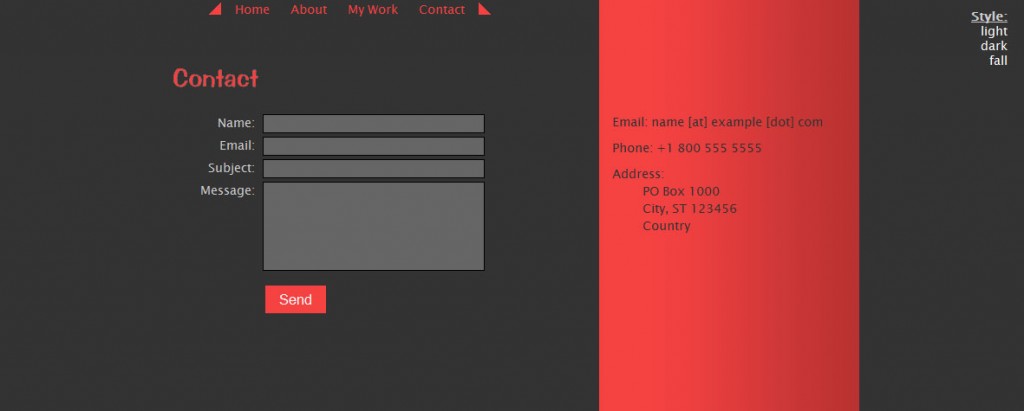 Home About My Work Contact
Style:
light
dark
fall
Contact
Name:
Email:
Subject:
Message:
Send
Email: name [at] example [dot] com
Phone: +1 800 555 5555
Address:
PO Box 1000
City, ST 123456
Country